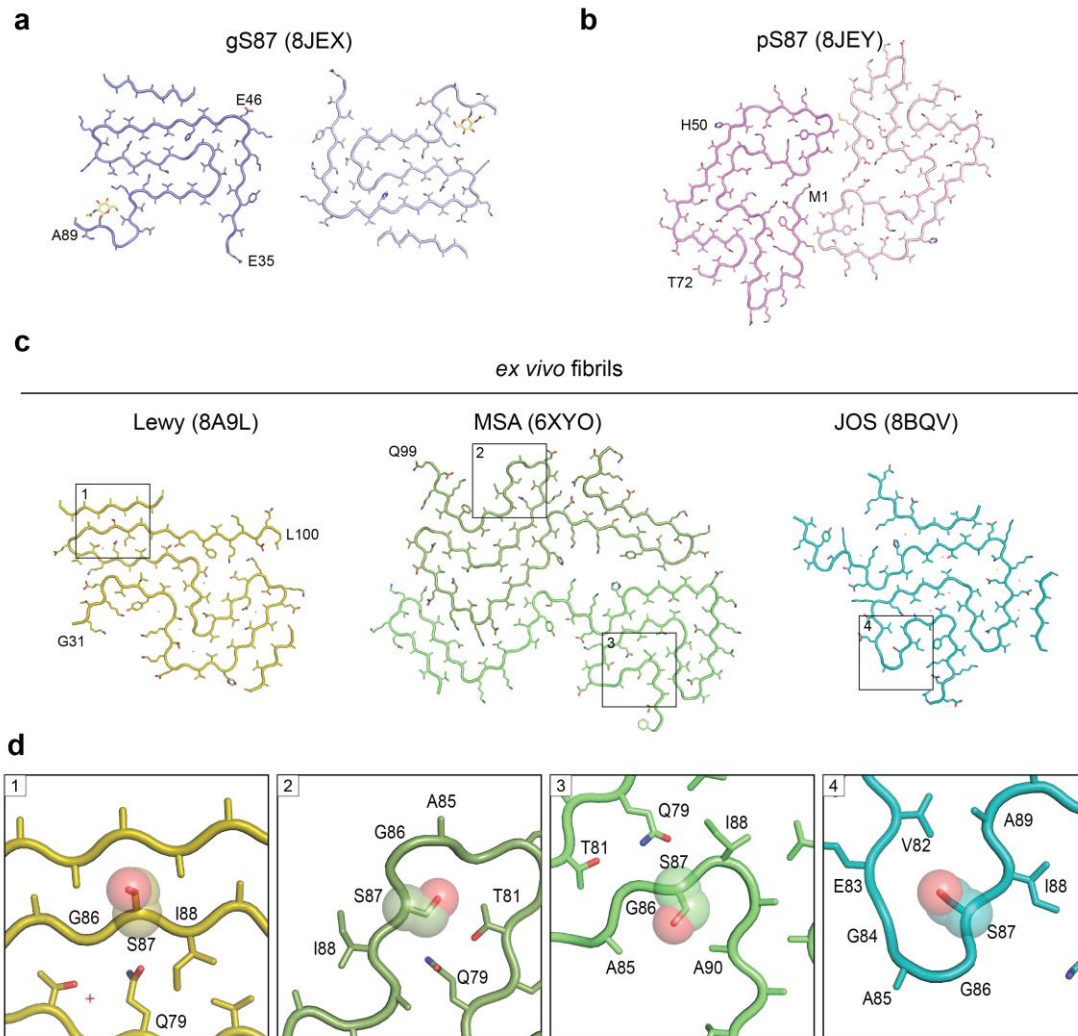 a
gS87 (8JEX)
E46
A89
E35
b
pS87 (8JEY)
H50
M1
T72
c
ex vivo fibrils
Lewy (8A9L)
1
L100
G31
MSA (6XYO)
Q99
2
3
JOS (8BQV)
4
d
1
G86
I88
S87
Q79
2
A85
G86
S87
T81
I88
Q79
3
Q79
I88
T81
S87
G86
A85
A90
4
A89
V82
E83
I88
G84
S87
A85
G86